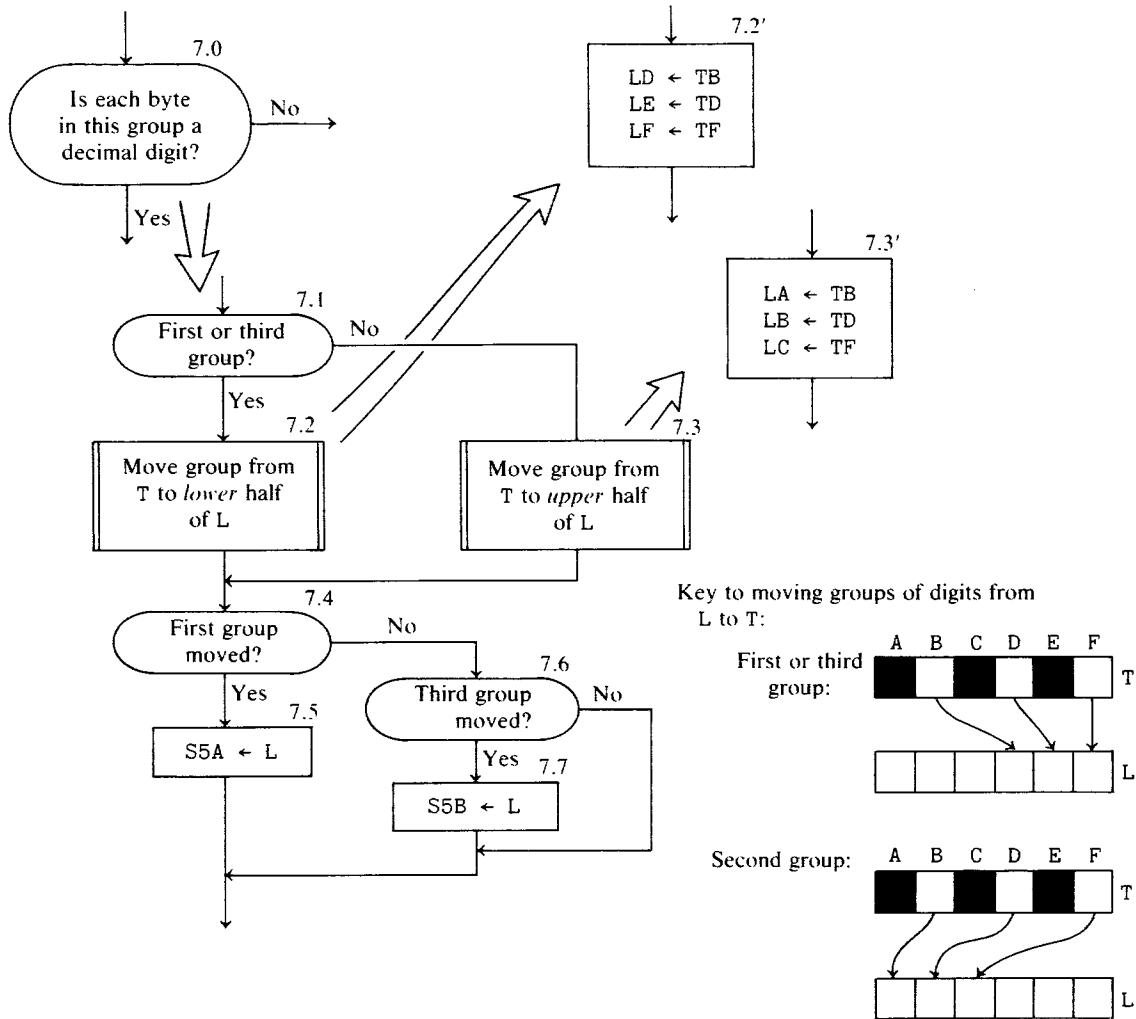 7.0
Is each byte
in this group a
decimal digit?
No
Yes
7.1
First or third
group?
No
Yes
7.2
Move group from
T to lower half
of L
7.3
Move group from
T to upper half
of L
7.2'
LD ← TB
LE ← TD
LF ← TF
7.3'
LA ← TB
LB ← TD
LC ← TF
7.4
First group
moved?
No
Yes
7.5
S5A ← L
7.6
Third group
moved?
No
Yes
7.7
S5B ← L
Key to moving groups of digits from
L to T:
First or third
group:
A B C D E F
T
L
Second group:
A B C D E F
T
L